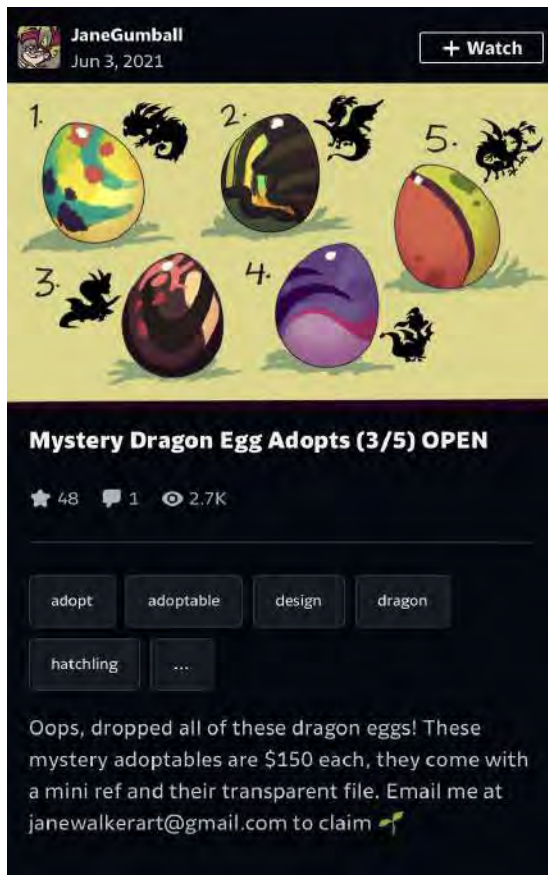 JaneGumball
Jun 3, 2021
+ Watch
1.
2.
5.
3.
4.
Mystery Dragon Egg Adopts (3/5) OPEN
48 1 2.7K
adopt adoptable design dragon
hatchling ...
Oops, dropped all of these dragon eggs! These
mystery adoptables are $150 each, they come with
a mini ref and their transparent file. Email me at
janewalkerart@gmail.com to claim 🌱